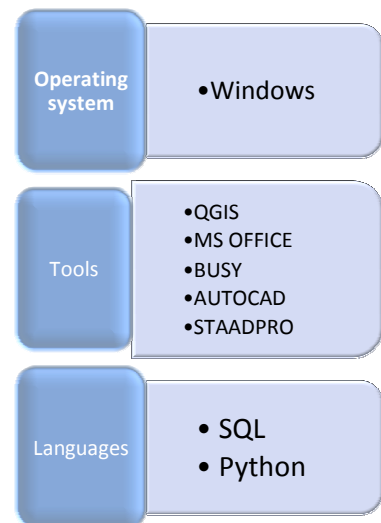 Operating
system
•Windows
Tools
•QGIS
•MS OFFICE
•BUSY
•AUTOCAD
•STAADPRO
Languages
• SQL
• Python